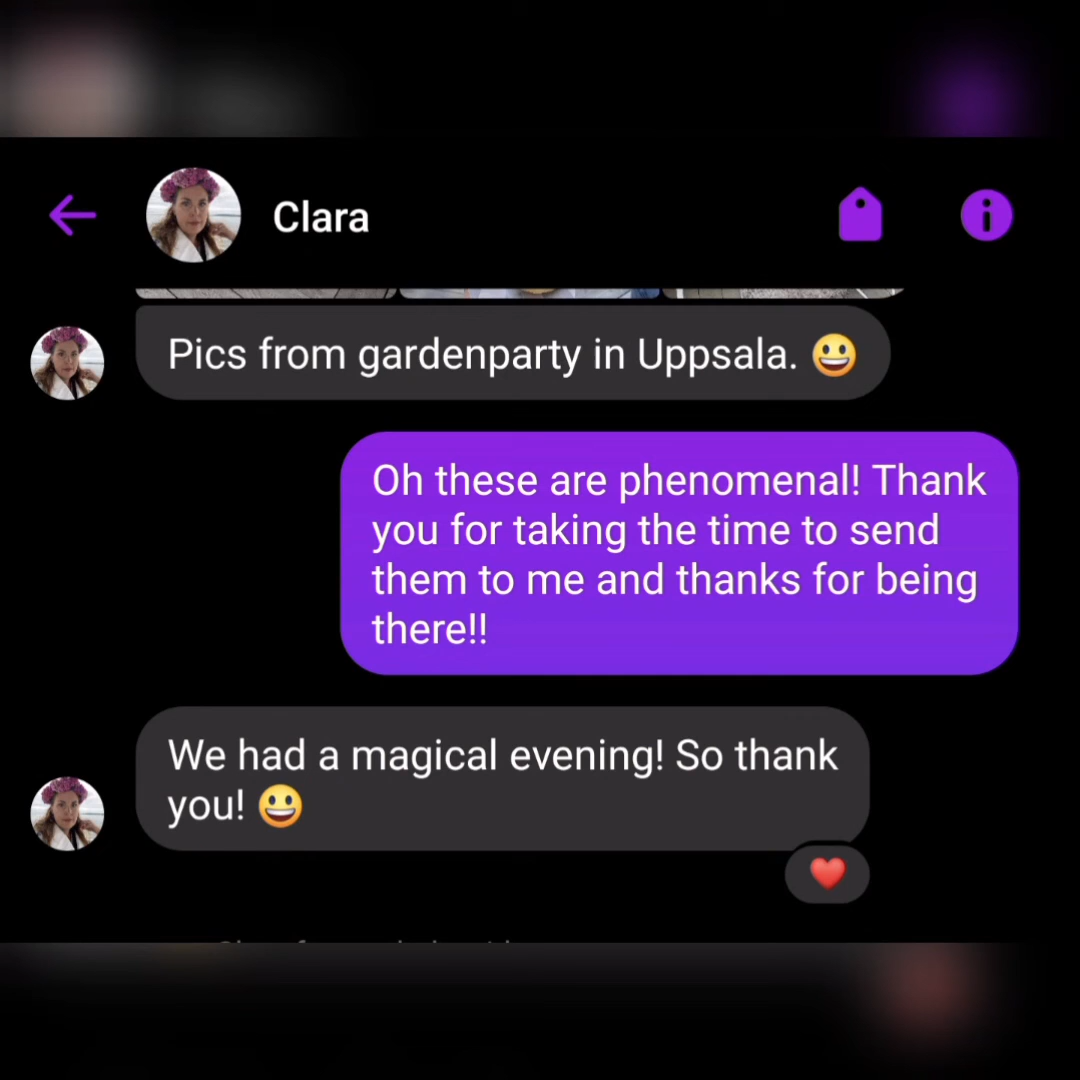 Clara
Pics from gardenparty in Uppsala. 😃
Oh these are phenomenal! Thank
you for taking the time to send
them to me and thanks for being
there!!
We had a magical evening! So thank
you! 😃